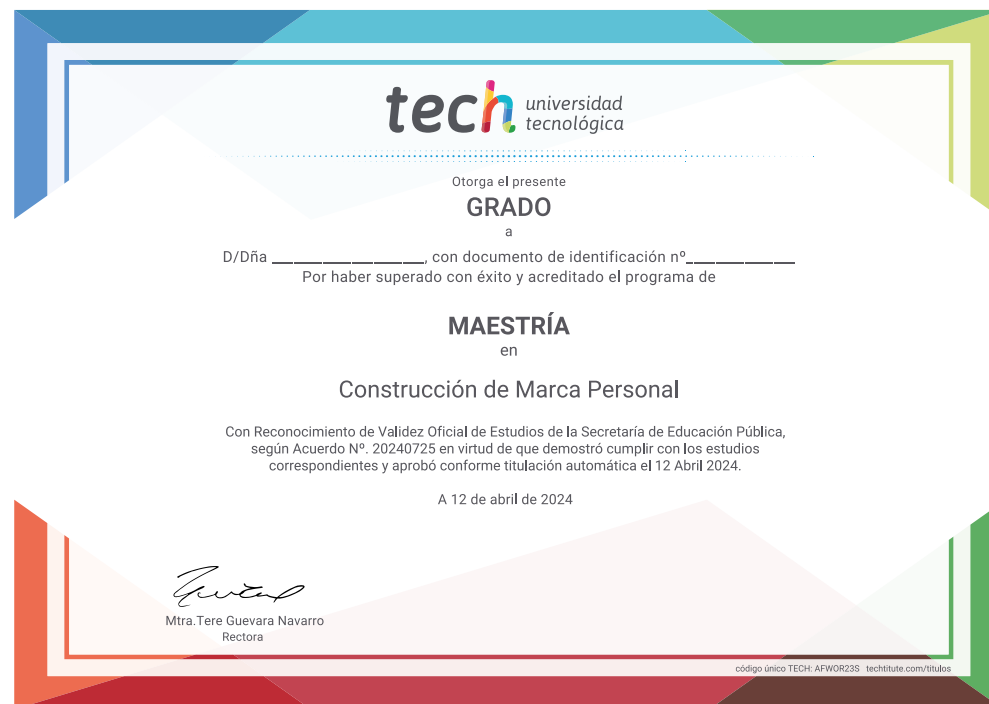 tech universidad
tecnológica
Otorga el presente
GRADO
a
D/Dña _________________, con documento de identificación nº____________
Por haber superado con éxito y acreditado el programa de
MAESTRÍA
en
Construcción de Marca Personal
Con Reconocimiento de Validez Oficial de Estudios de la Secretaría de Educación Pública,
según Acuerdo Nº. 20240725 en virtud de que demostró cumplir con los estudios
correspondientes y aprobó conforme titulación automática el 12 Abril 2024.
A 12 de abril de 2024
Mtra.Tere Guevara Navarro
Rectora
código único TECH: AFWOR23S techtitute.com/titulos